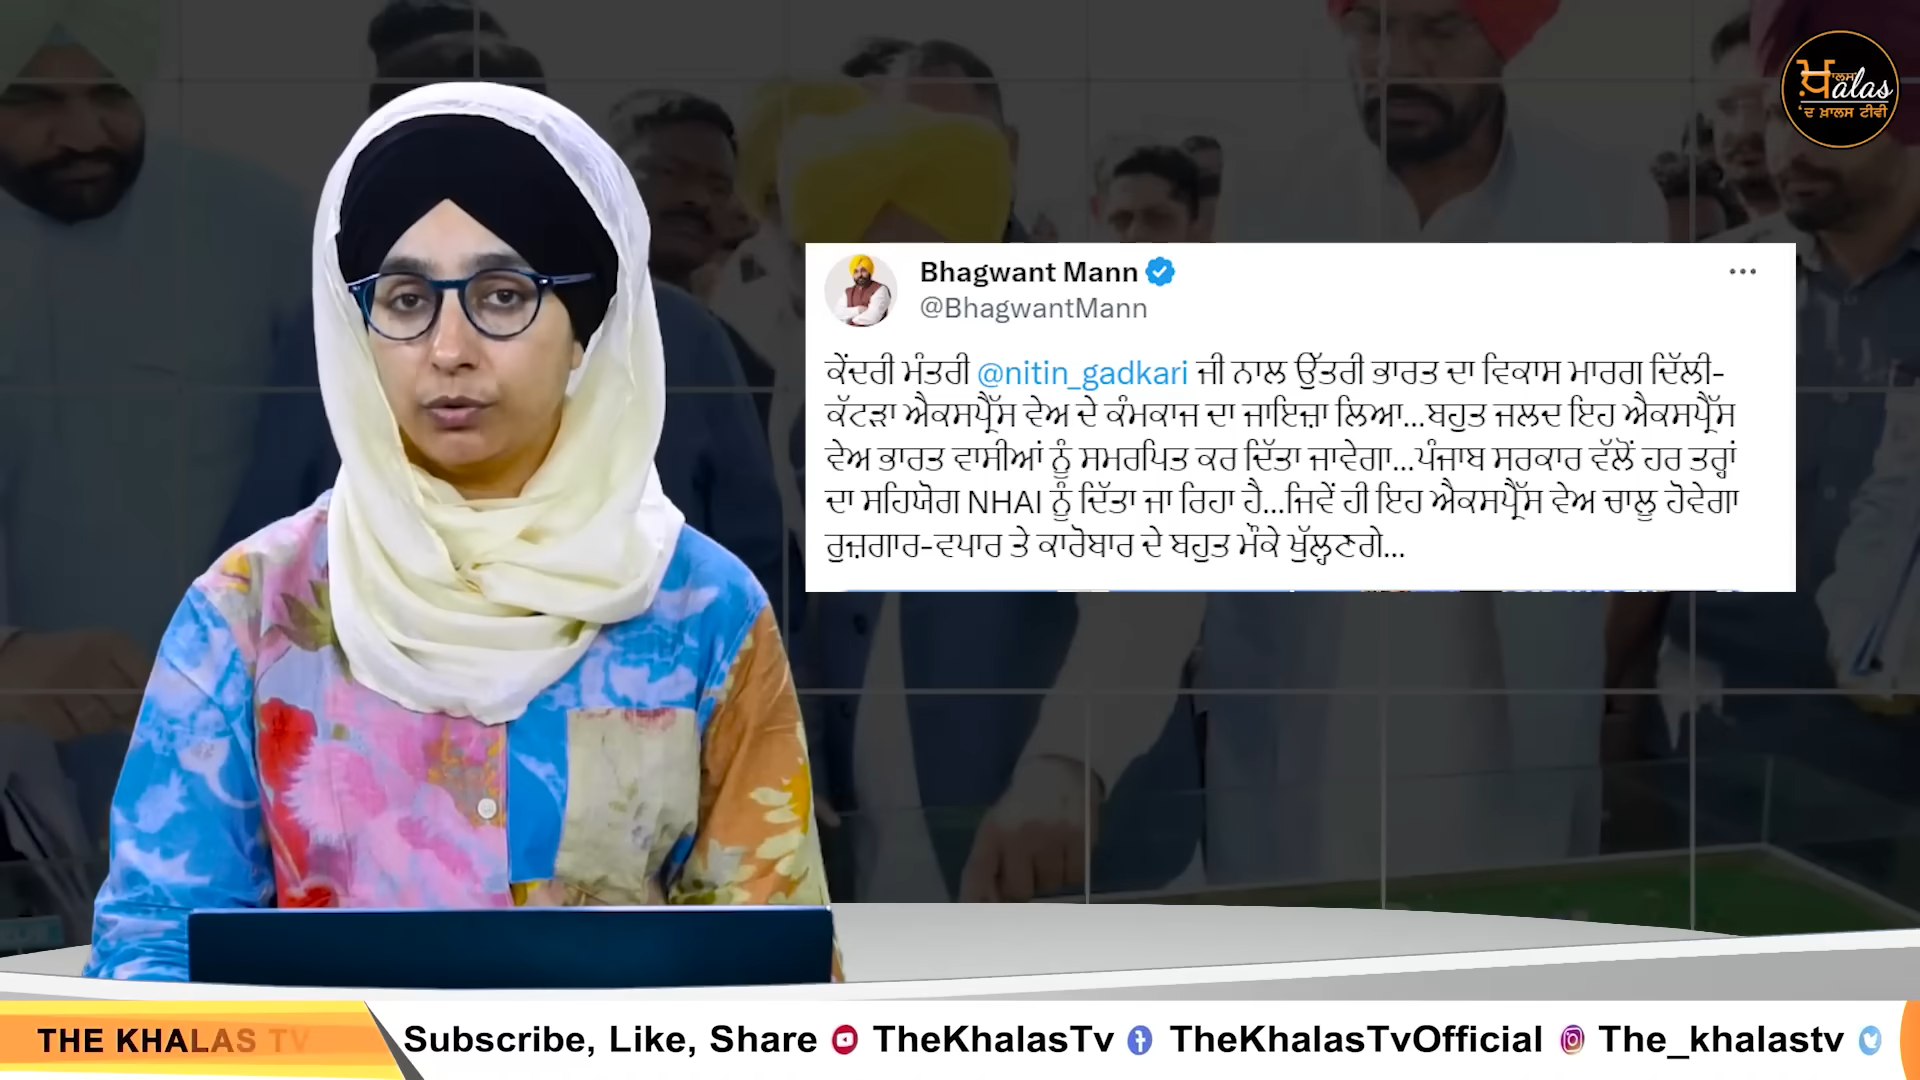 ਖ਼ਾਲਸ
alas
'ਦ ਖ਼ਾਲਸ ਟੀਵੀ
Bhagwant Mann
@BhagwantMann
ਕੇਂਦਰੀ ਮੰਤਰੀ @nitin_gadkari ਜੀ ਨਾਲ ਉੱਤਰੀ ਭਾਰਤ ਦਾ ਵਿਕਾਸ ਮਾਰਗ ਦਿੱਲੀ-
ਕੱਟੜਾ ਐਕਸਪ੍ਰੈੱਸ ਵੇਅ ਦੇ ਕੰਮਕਾਜ ਦਾ ਜਾਇਜ਼ਾ ਲਿਆ...ਬਹੁਤ ਜਲਦ ਇਹ ਐਕਸਪ੍ਰੈੱਸ
ਵੇਅ ਭਾਰਤ ਵਾਸੀਆਂ ਨੂੰ ਸਮਰਪਿਤ ਕਰ ਦਿੱਤਾ ਜਾਵੇਗਾ...ਪੰਜਾਬ ਸਰਕਾਰ ਵੱਲੋਂ ਹਰ ਤਰ੍ਹਾਂ
ਦਾ ਸਹਿਯੋਗ NHAI ਨੂੰ ਦਿੱਤਾ ਜਾ ਰਿਹਾ ਹੈ...ਜਿਵੇਂ ਹੀ ਇਹ ਐਕਸਪ੍ਰੈੱਸ ਵੇਅ ਚਾਲੂ ਹੋਵੇਗਾ
ਰੁਜ਼ਗਾਰ-ਵਪਾਰ ਤੇ ਕਾਰੋਬਾਰ ਦੇ ਬਹੁਤ ਮੌਕੇ ਖੁੱਲ੍ਹਣਗੇ...
THE KHALAS TV Subscribe, Like, Share TheKhalasTv TheKhalasTvOfficial The_khalastv